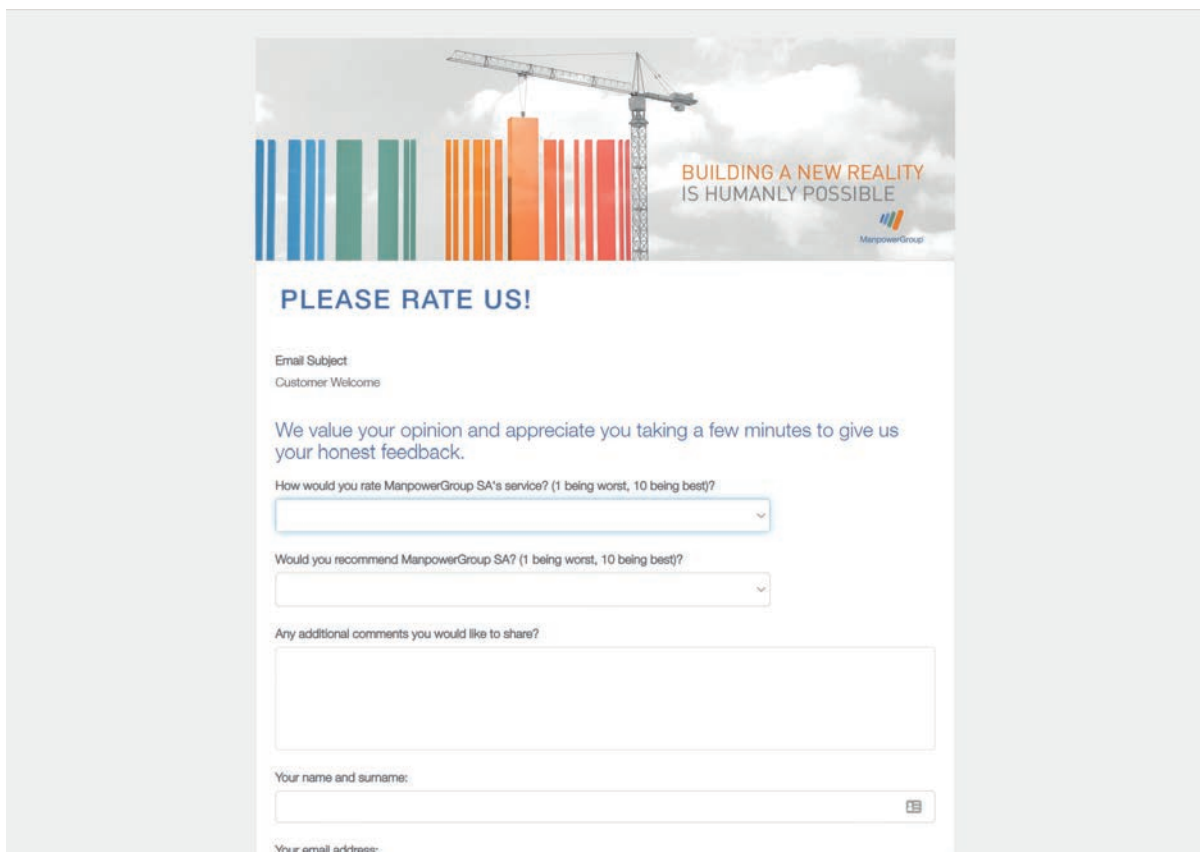 BUILDING A NEW REALITY
IS HUMANLY POSSIBLE
ManpowerGroup
PLEASE RATE US!
Email Subject
Customer Welcome
We value your opinion and appreciate you taking a few minutes to give us
your honest feedback.
How would you rate ManpowerGroup SA's service? (1 being worst, 10 being best)?
Would you recommend ManpowerGroup SA? (1 being worst, 10 being best)?
Any additional comments you would like to share?
Your name and surname:
Your email address: